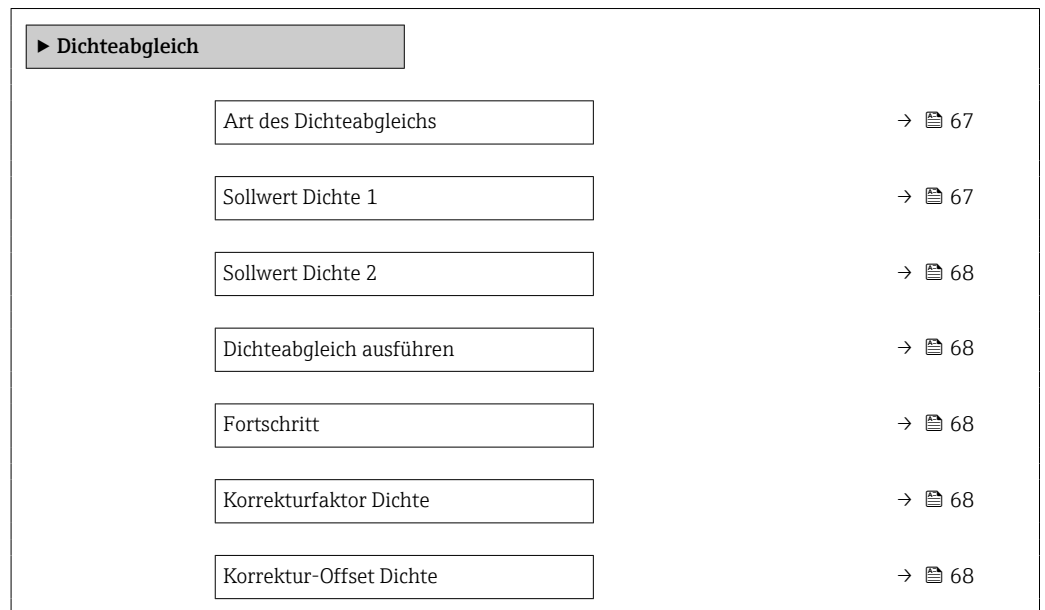 ▶ Dichteabgleich
Art des Dichteabgleichs → 67
Sollwert Dichte 1 → 67
Sollwert Dichte 2 → 68
Dichteabgleich ausführen → 68
Fortschritt → 68
Korrekturfaktor Dichte → 68
Korrektur-Offset Dichte → 68